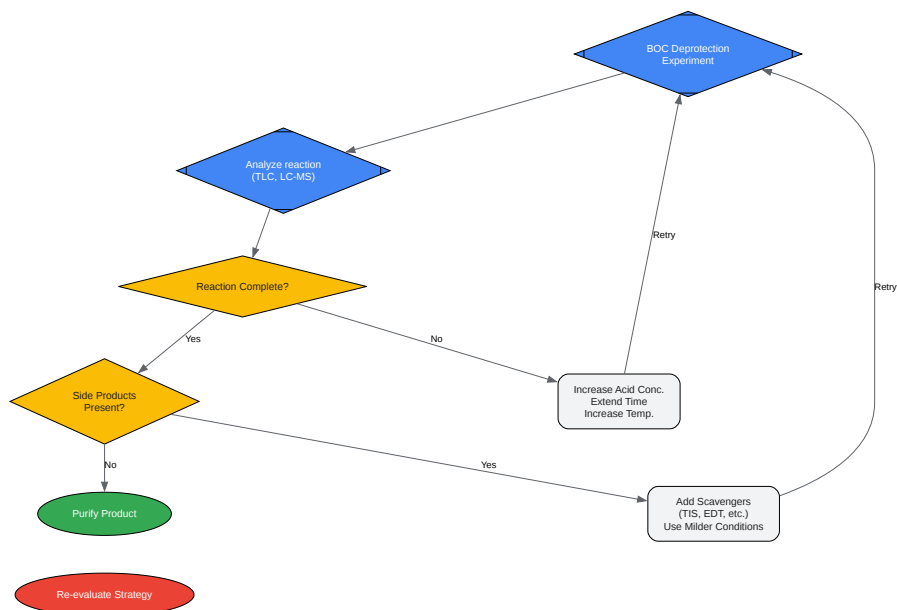 BOC Deprotection
Experiment
Analyze reaction
(TLC, LC-MS)
Retry
Reaction Complete?
Retry
Yes
No
Side Products
Present?
Increase Acid Conc.
Extend Time
Increase Temp.
No
Yes
Add Scavengers
(TIS, EDT, etc.)
Use Milder Conditions
Purify Product
Re-evaluate Strategy